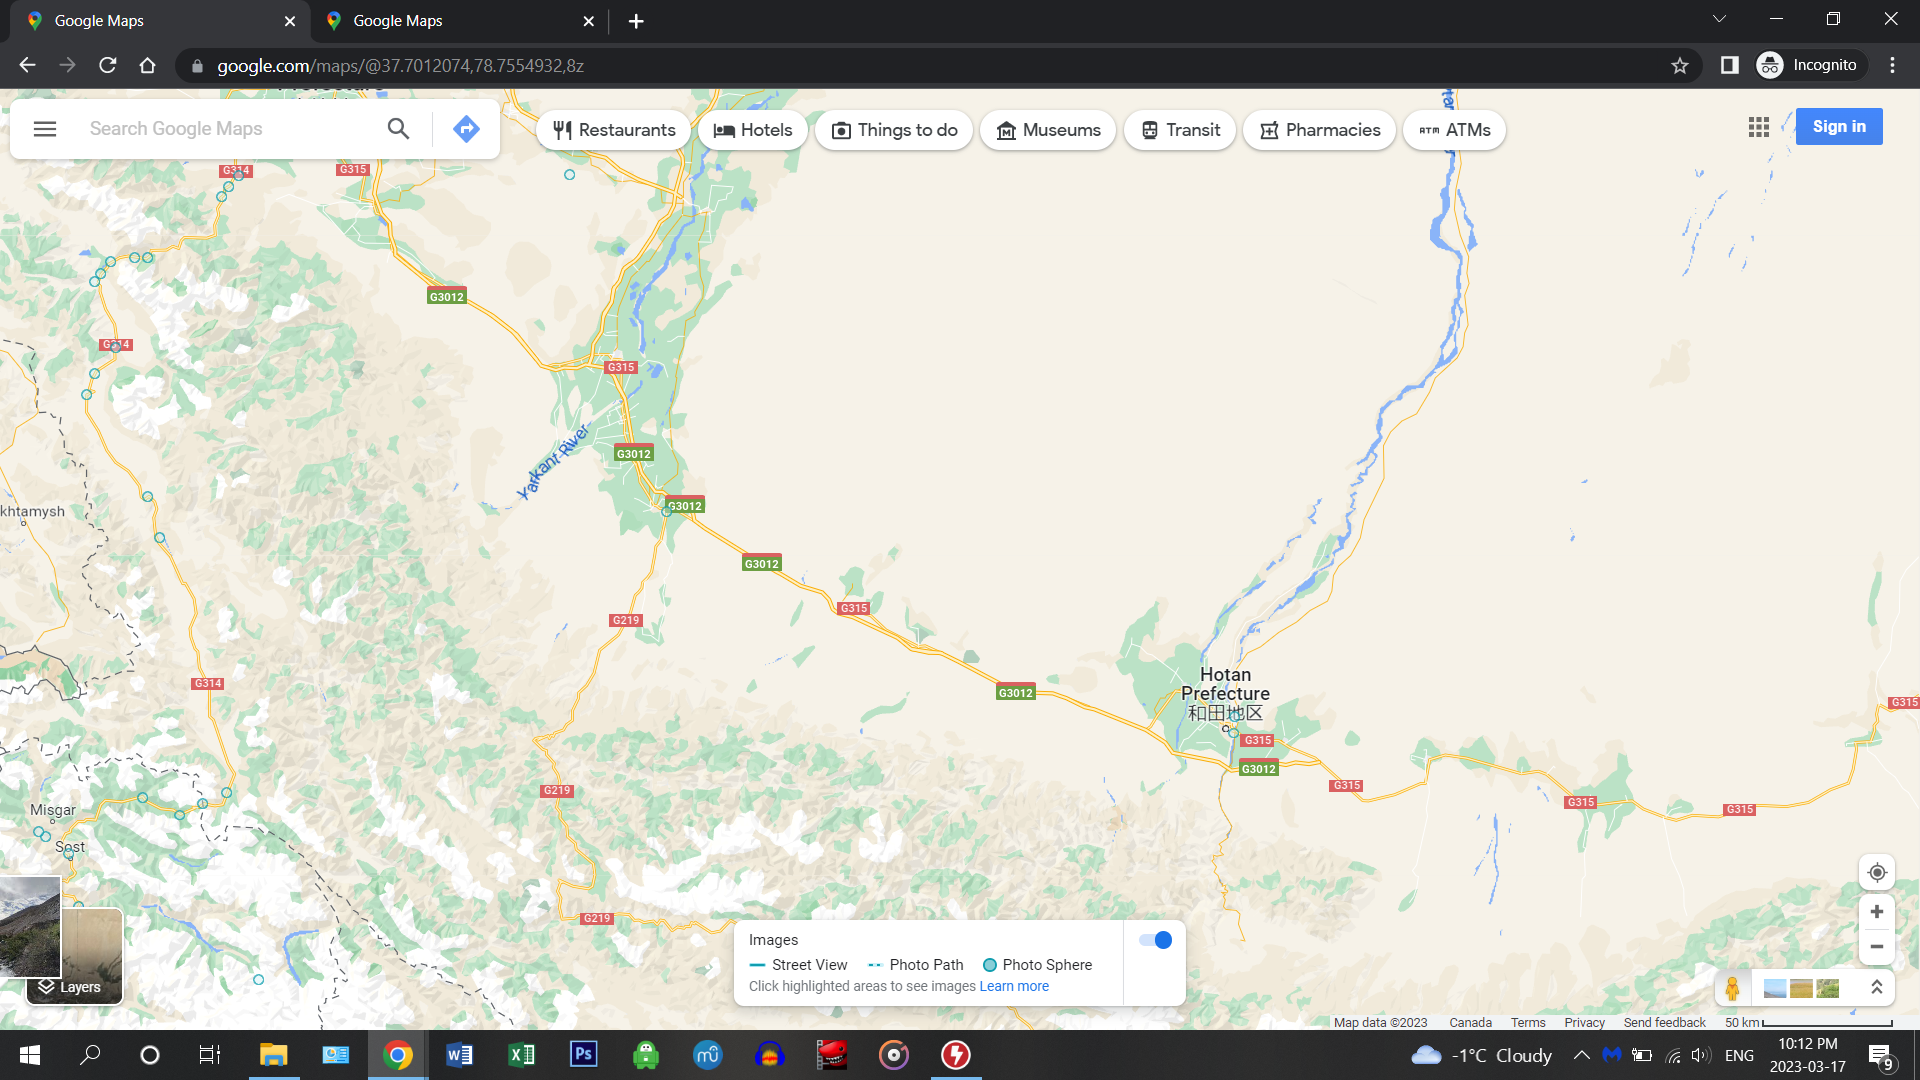 Google Maps
Google Maps
google.com/maps/@37.7012074,78.7554932,8z
Incognito
Search Google Maps
Restaurants
Hotels
Things to do
Museums
Transit
Pharmacies
ATMs
Sign in
G314
G315
G3012
G314
G315
Yarkant River
G3012
G3012
khtamysh
G3012
G315
G219
G314
G3012
Hotan
Prefecture
和田地区
G315
G3012
G315
G315
G315
G315
G219
Misgar
Sost
G219
Images
Street View
Photo Path
Photo Sphere
Click highlighted areas to see images Learn more
Layers
Map data ©2023
Canada
Terms
Privacy
Send feedback
50 km
-1°C Cloudy
ENG
10:12 PM
2023-03-17
9